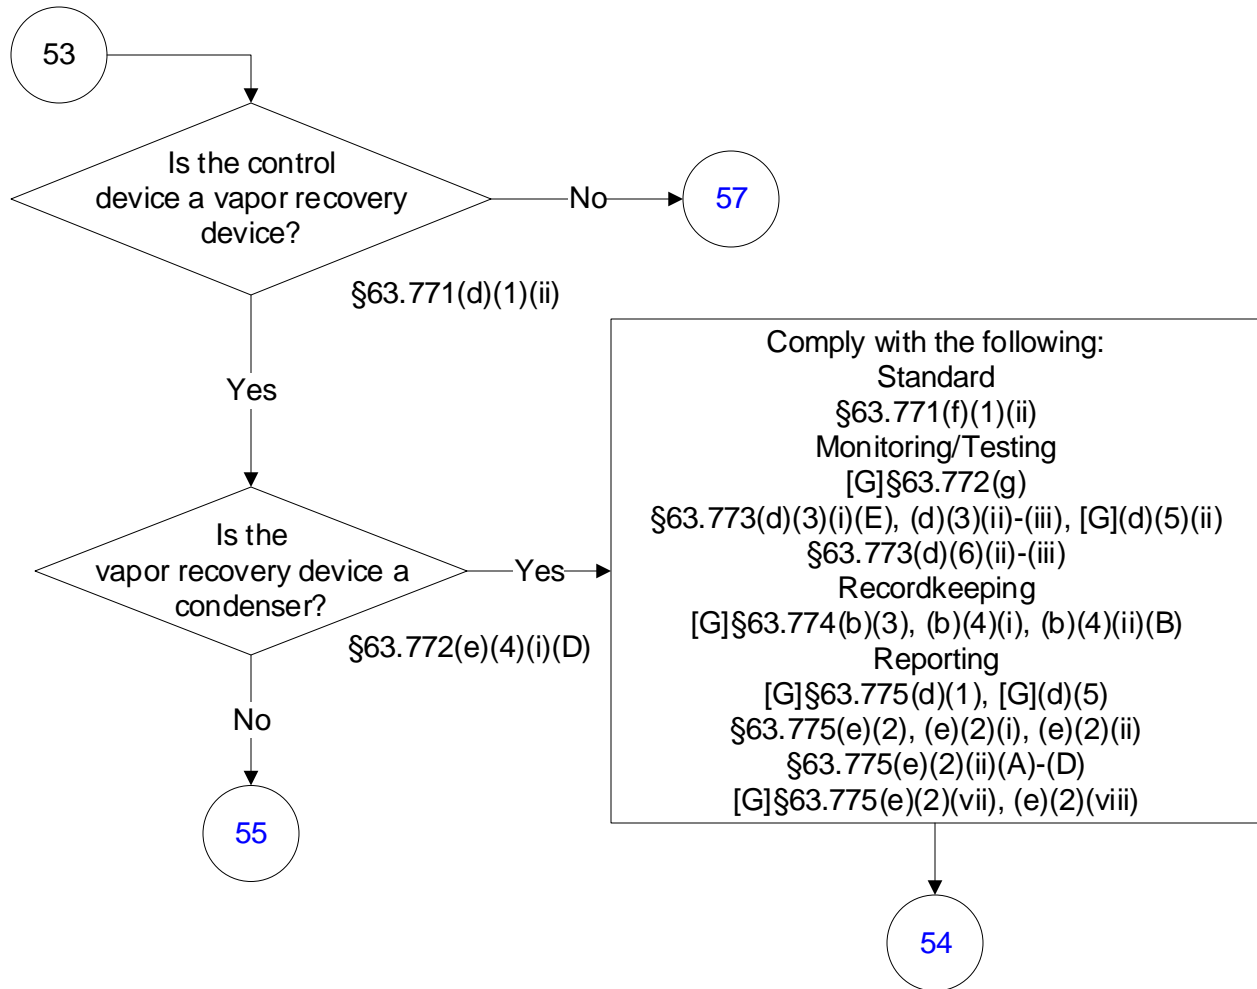 53
Is the control
device a vapor recovery
device?
No
57
§63.771(d)(1)(ii)
Yes
Is the
vapor recovery device a
condenser?
Yes
§63.772(e)(4)(i)(D)
No
55
Comply with the following:
Standard
§63.771(f)(1)(ii)
Monitoring/Testing
[G]§63.772(g)
§63.773(d)(3)(i)(E), (d)(3)(ii)-(iii), [G](d)(5)(ii)
§63.773(d)(6)(ii)-(iii)
Recordkeeping
[G]§63.774(b)(3), (b)(4)(i), (b)(4)(ii)(B)
Reporting
[G]§63.775(d)(1), [G](d)(5)
§63.775(e)(2), (e)(2)(i), (e)(2)(ii)
§63.775(e)(2)(ii)(A)-(D)
[G]§63.775(e)(2)(vii), (e)(2)(viii)
54